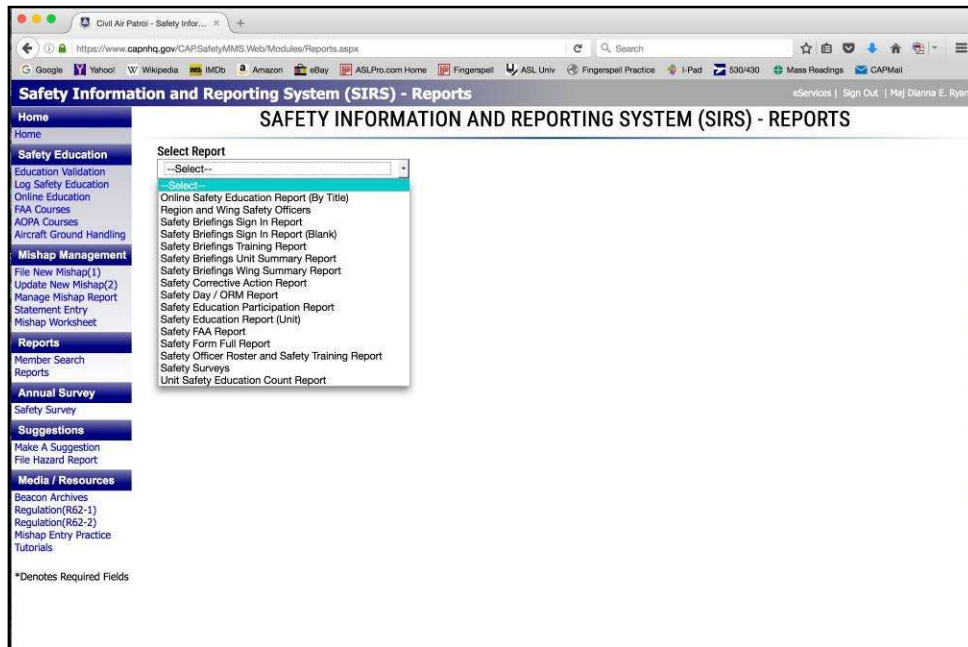 Civil Air Patrol - Safety Infor... × +
https://www.capnhq.gov/CAP.SafetyMMS.Web/Modules/Reports.aspx Search
Google Yahoo! Wikipedia IMDb Amazon eBay ASLPro.com Home Fingerspell ASL Univ Fingerspell Practice I-Pad 530/430 Mass Readings CAPMail
Safety Information and Reporting System (SIRS) - Reports eServices | Sign Out | Maj Dianna E. Ryan
Home
Home
Safety Education
Education Validation
Log Safety Education
Online Education
FAA Courses
AOPA Courses
Aircraft Ground Handling
Mishap Management
File New Mishap(1)
Update New Mishap(2)
Manage Mishap Report
Statement Entry
Mishap Worksheet
Reports
Member Search
Reports
Annual Survey
Safety Survey
Suggestions
Make A Suggestion
File Hazard Report
Media / Resources
Beacon Archives
Regulation(R62-1)
Regulation(R62-2)
Mishap Entry Practice
Tutorials
*Denotes Required Fields
SAFETY INFORMATION AND REPORTING SYSTEM (SIRS) - REPORTS
Select Report
--Select--
--Select--
Online Safety Education Report (By Title)
Region and Wing Safety Officers
Safety Briefings Sign In Report
Safety Briefings Sign In Report (Blank)
Safety Briefings Training Report
Safety Briefings Unit Summary Report
Safety Briefings Wing Summary Report
Safety Corrective Action Report
Safety Day / ORM Report
Safety Education Participation Report
Safety Education Report (Unit)
Safety FAA Report
Safety Form Full Report
Safety Officer Roster and Safety Training Report
Safety Surveys
Unit Safety Education Count Report